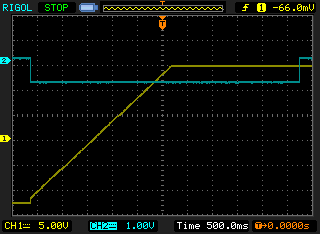 RIGOL STOP T 1 -66.0mV
T
2
1
CH1 5.00V CH2 1.00V Time 500.0ms T→0.0000s